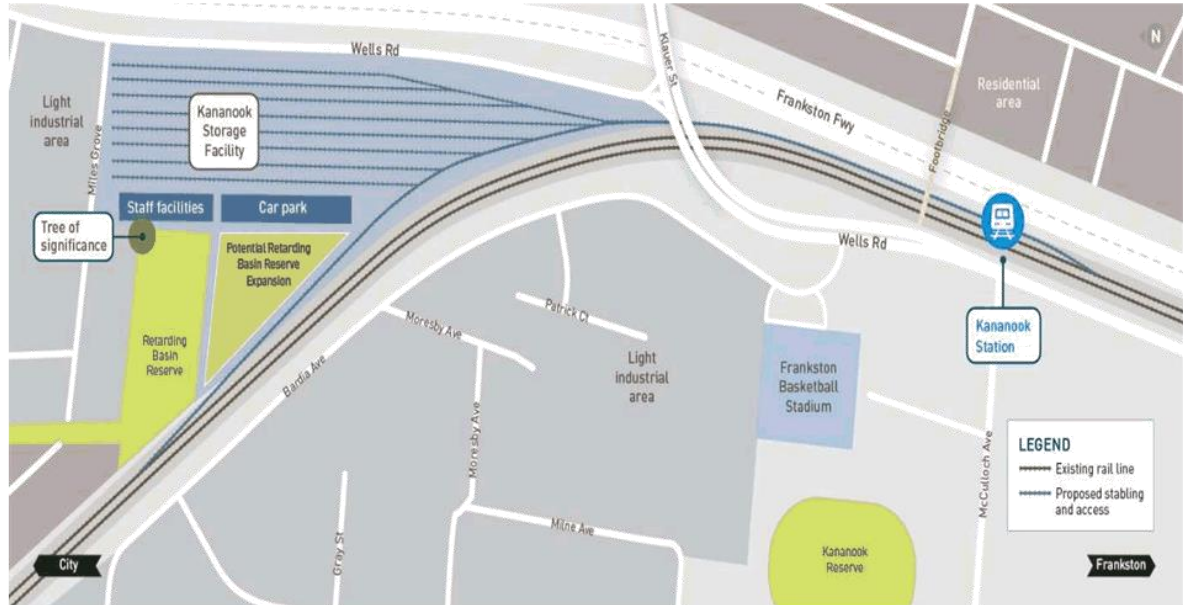 Wells Rd
Klauer St
N
Residential
area
Frankston Fwy
Footbridge
Light
industrial
area
Miles Grove
Kananook
Storage
Facility
Staff facilities
Car park
Tree of
significance
Potential Retarding
Basin Reserve
Expansion
Wells Rd
Retarding
Basin
Reserve
Bardia Ave
Moresby Ave
Patrick Ct
Light
industrial
area
Kananook
Station
Frankston
Basketball
Stadium
Moresby Ave
McCulloch Ave
LEGEND
Existing rail line
Proposed stabling
and access
Gray St
Milne Ave
Kananook
Reserve
City
Frankston